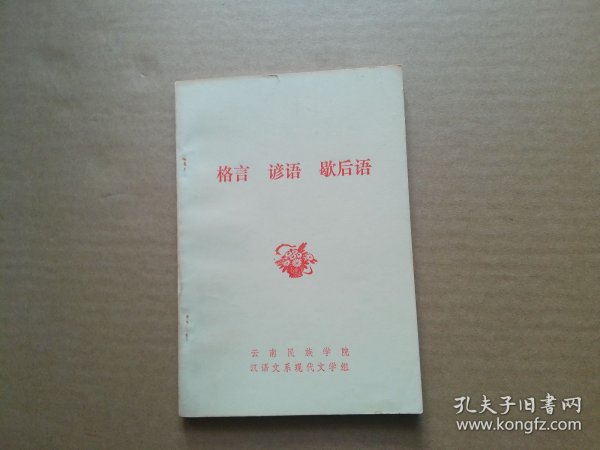 格言 谚语 歇后语
云南民族学院
汉语文系现代文学组
孔夫子旧书网
www.kongfz.com